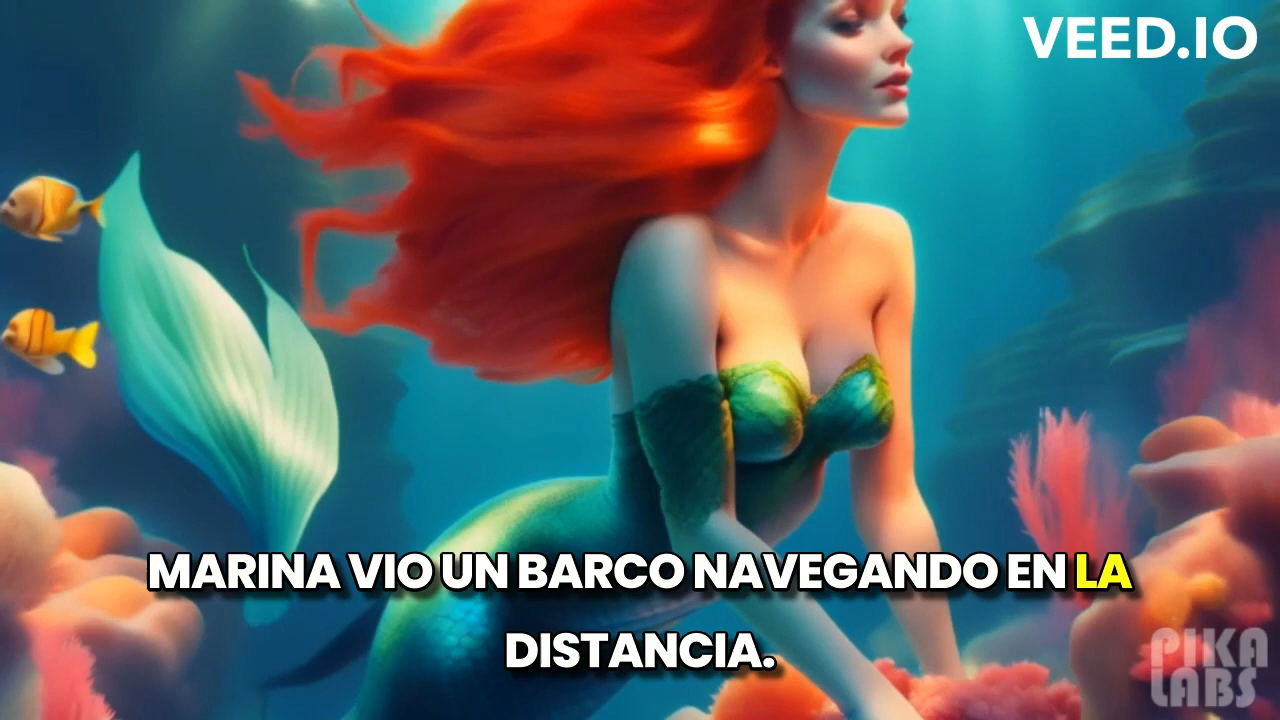 VEED.IO
MARINA VIO UN BARCO NAVEGANDO EN LA
DISTANCIA.
PIKA
LABS